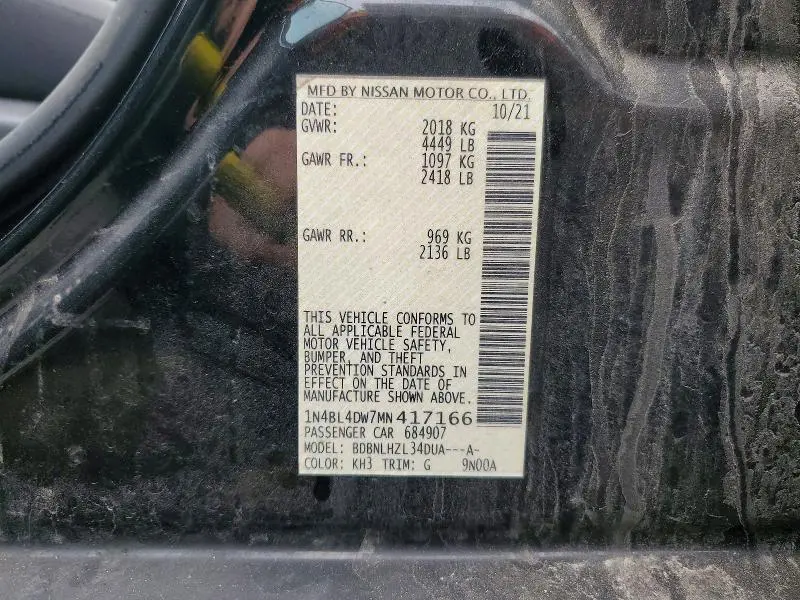 MFD BY NISSAN MOTOR CO., LTD.
DATE: 10/21
GVWR: 2018 KG
4449 LB
GAWR FR.: 1097 KG
2418 LB
GAWR RR.: 969 KG
2136 LB
THIS VEHICLE CONFORMS TO
ALL APPLICABLE FEDERAL
MOTOR VEHICLE SAFETY,
BUMPER, AND THEFT
PREVENTION STANDARDS IN
EFFECT ON THE DATE OF
MANUFACTURE SHOWN ABOVE.
1N4BL4DW7MN417166
PASSENGER CAR 684907
MODEL: BDBNLHZL34DUA---A-
COLOR: KH3 TRIM: G 9N00A